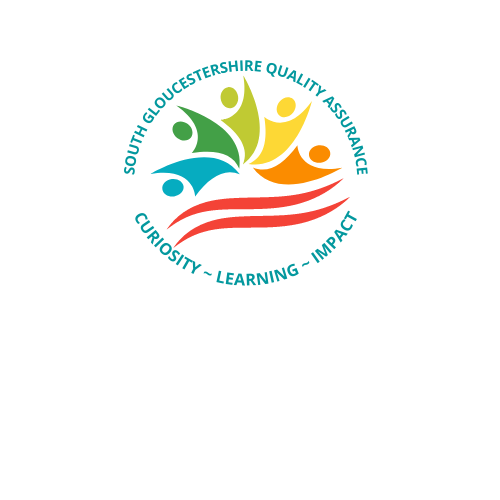 SOUTH GLOUCESTERSHIRE QUALITY ASSURANCE
CURIOSITY ~ LEARNING ~ IMPACT